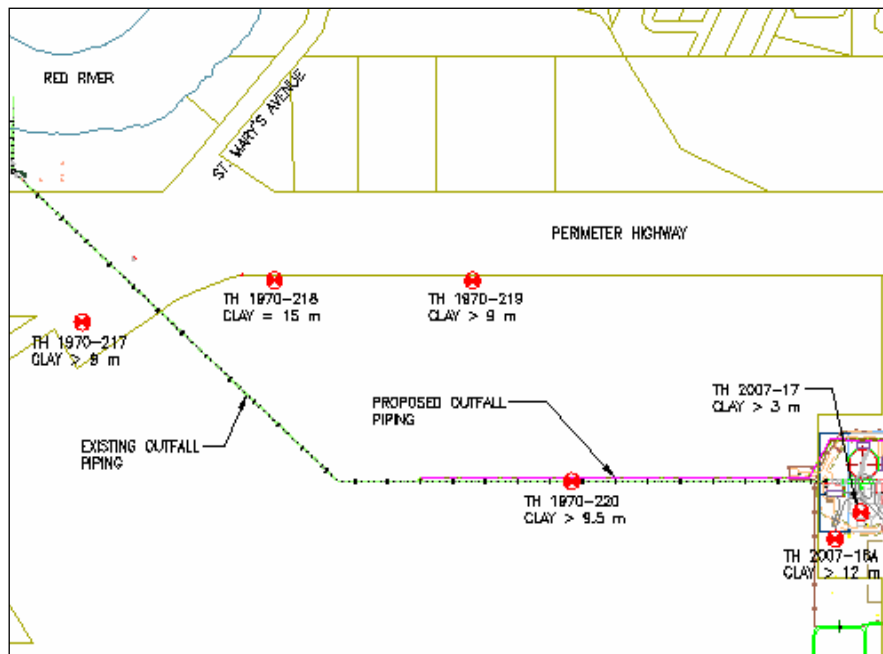 RED RIVER
ST. MARY'S AVENUE
PERIMETER HIGHWAY
TH 1970-218
CLAY = 15 m
TH 1970-219
CLAY > 9 m
TH 1970-217
CLAY > 9 m
TH 2007-17
CLAY > 3 m
PROPOSED OUTFALL
PIPING
EXISTING OUTFALL
PIPING
TH 1970-220
CLAY > 9.5 m
TH 2007-16A
CLAY > 12 m